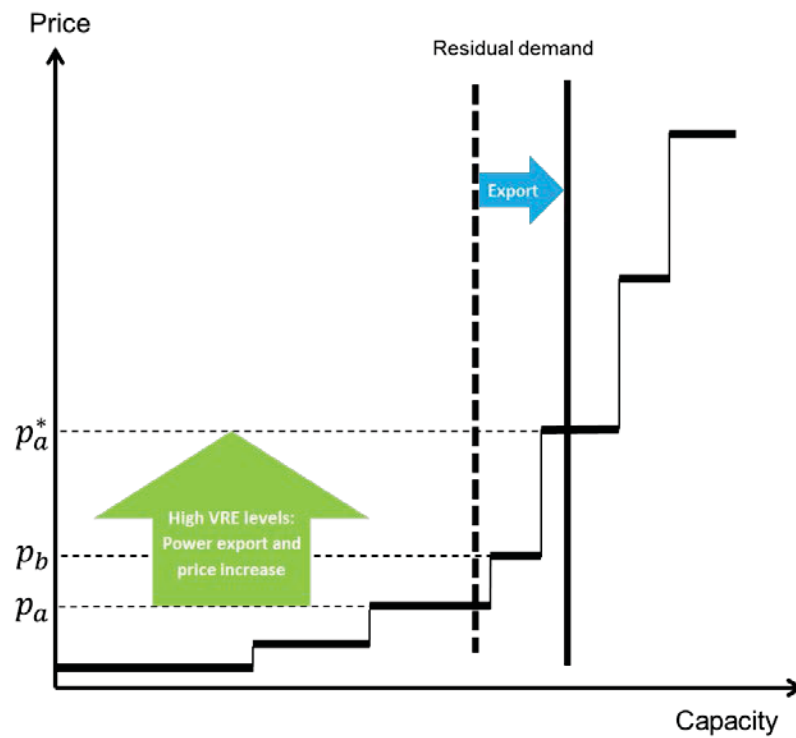 Price
Residual demand
Export
p*a
High VRE levels:
Power export and
price increase
pb
pa
Capacity